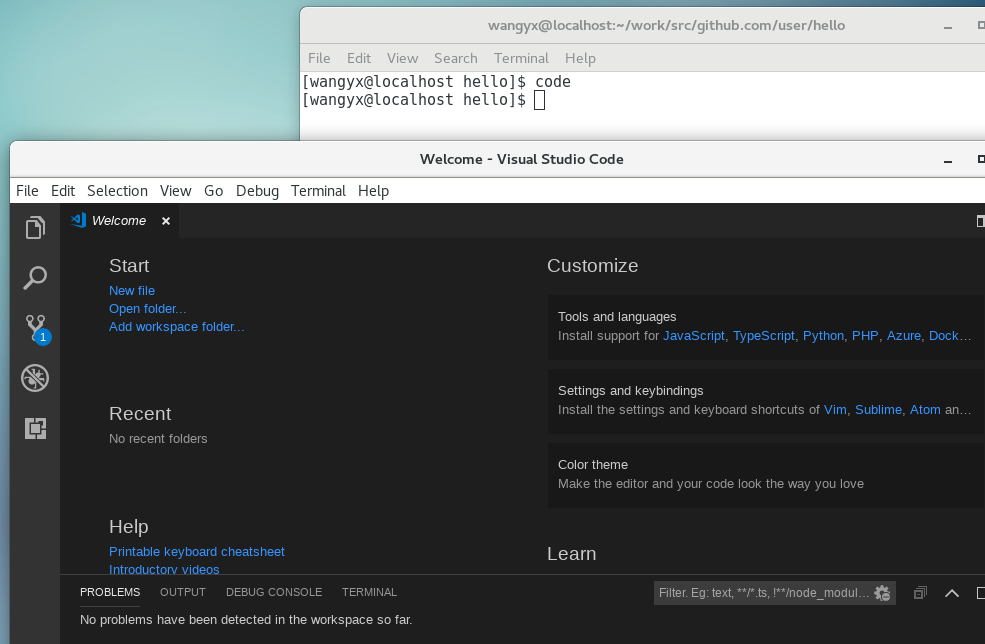 wangyx@localhost:~/work/src/github.com/user/hello
File Edit View Search Terminal Help
[wangyx@localhost hello]$ code
[wangyx@localhost hello]$
Welcome - Visual Studio Code
File Edit Selection View Go Debug Terminal Help
Welcome
Start
New file
Open folder...
Add workspace folder...
1
Recent
No recent folders
Help
Printable keyboard cheatsheet
Introductory videos
Customize
Tools and languages
Install support for JavaScript, TypeScript, Python, PHP, Azure, Dock...
Settings and keybindings
Install the settings and keyboard shortcuts of Vim, Sublime, Atom an...
Color theme
Make the editor and your code look the way you love
Learn
PROBLEMS OUTPUT DEBUG CONSOLE TERMINAL
Filter. Eg: text, **/*.ts, !**/node_modul...
No problems have been detected in the workspace so far.